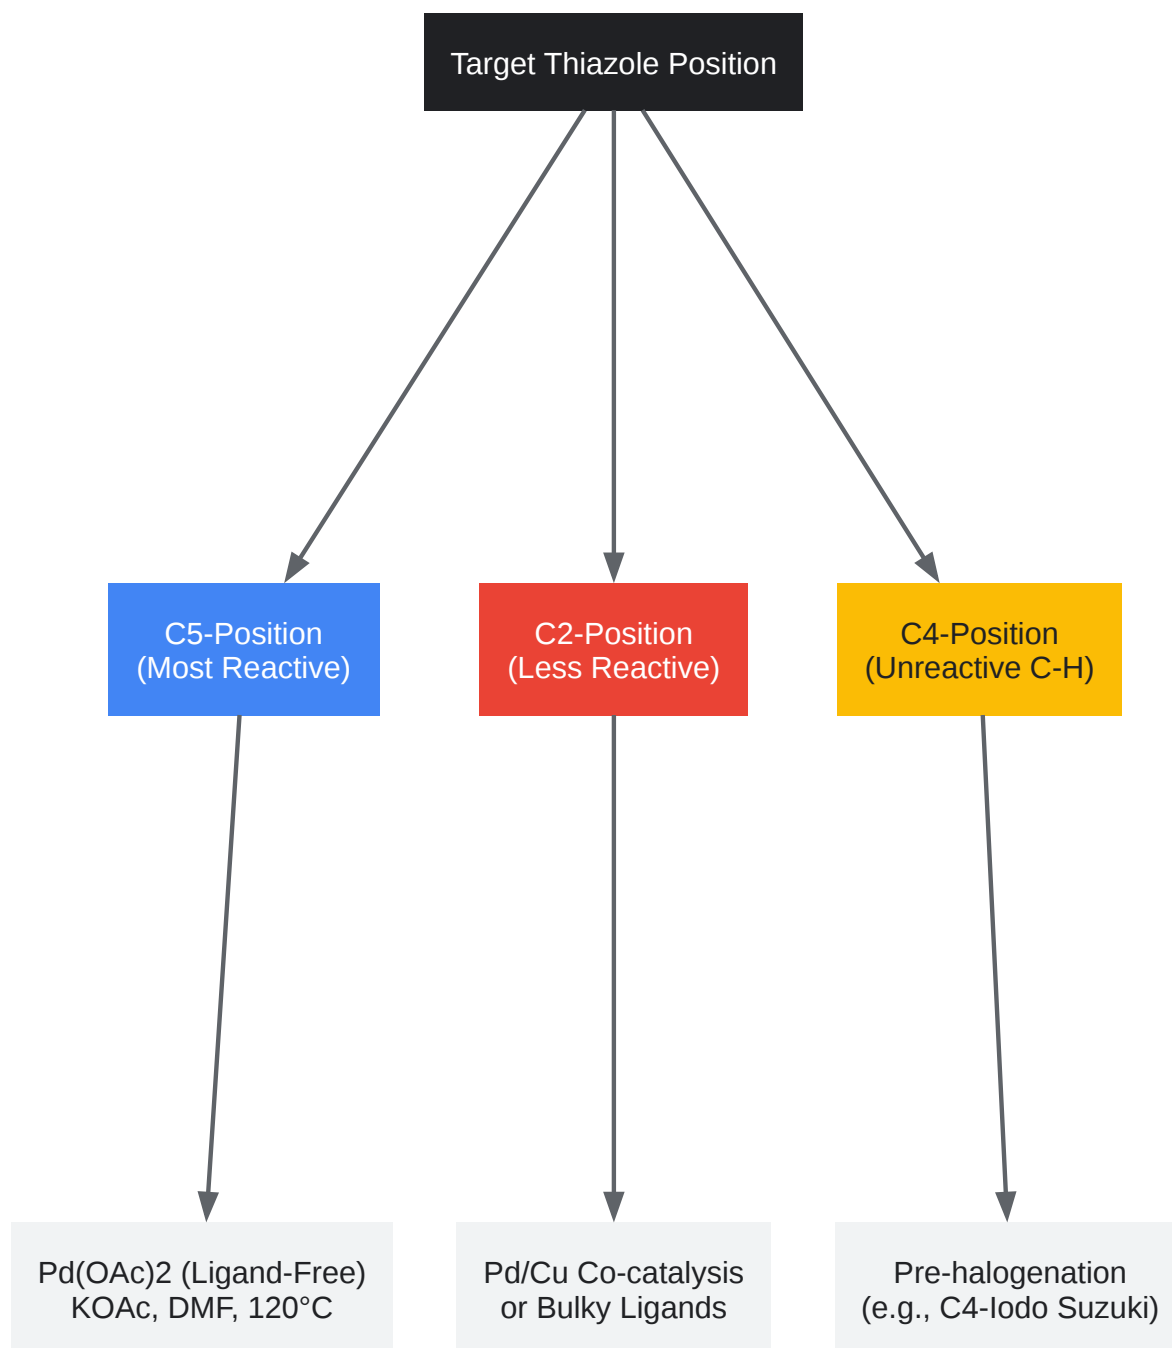 Target Thiazole Position
C5-Position
(Most Reactive)
C2-Position
(Less Reactive)
C4-Position
(Unreactive C-H)
Pd(OAc)2 (Ligand-Free)
KOAc, DMF, 120°C
Pd/Cu Co-catalysis
or Bulky Ligands
Pre-halogenation
(e.g., C4-Iodo Suzuki)